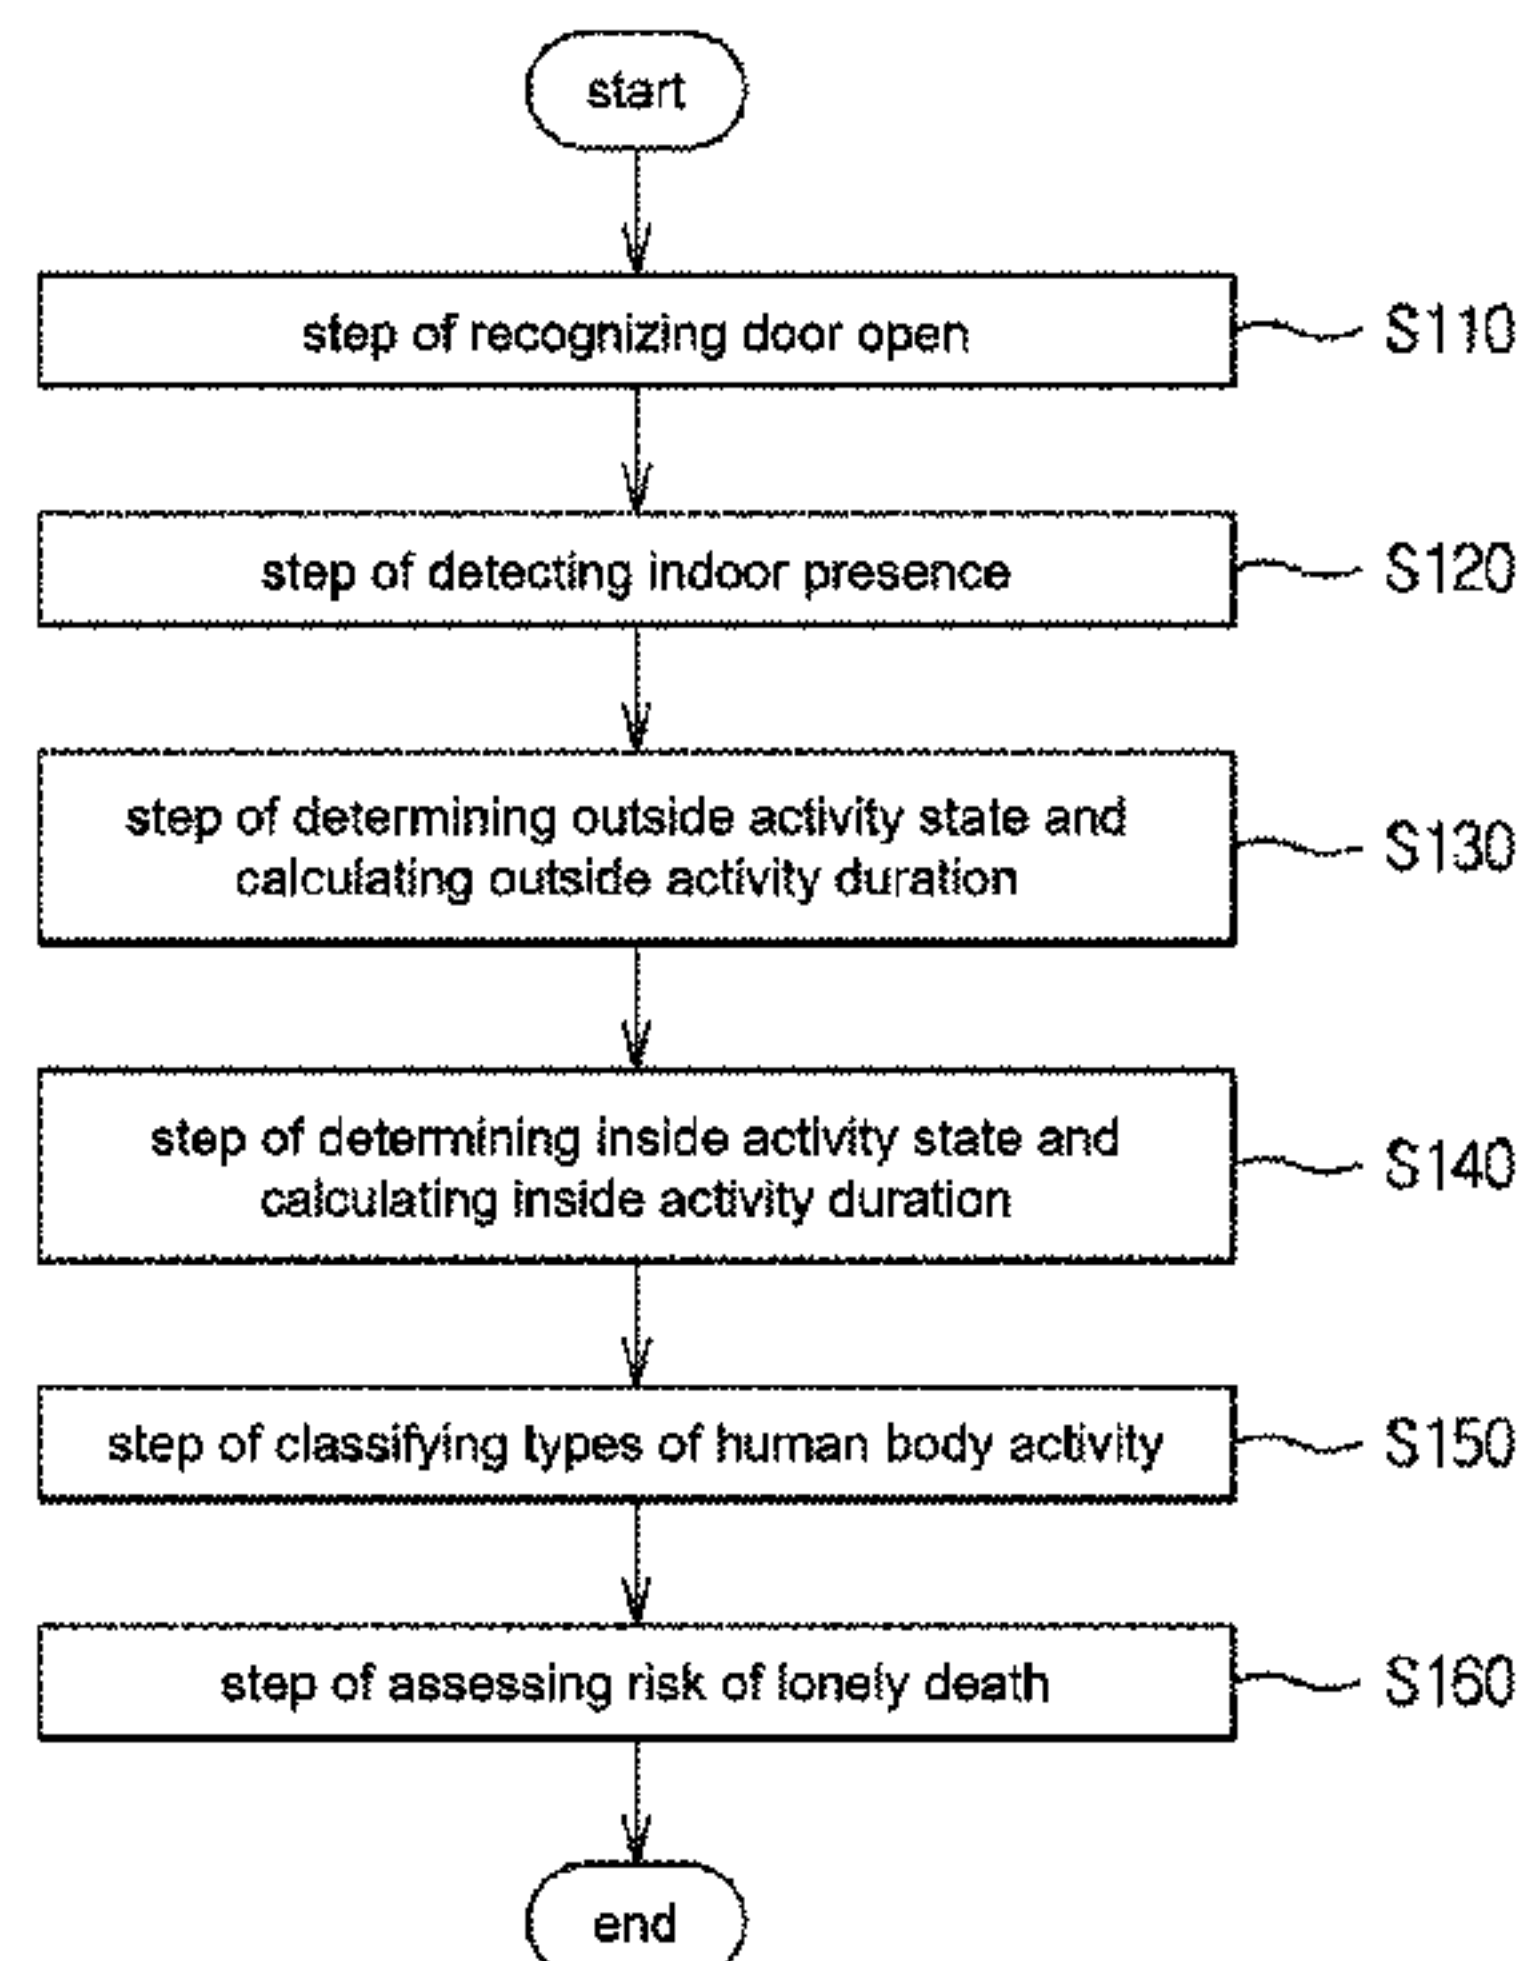 start
step of recognizing door open
S110
step of detecting indoor presence
S120
step of determining outside activity state and
calculating outside activity duration
S130
step of determining inside activity state and
calculating inside activity duration
S140
step of classifying types of human body activity
S150
step of assessing risk of lonely death
S160
end